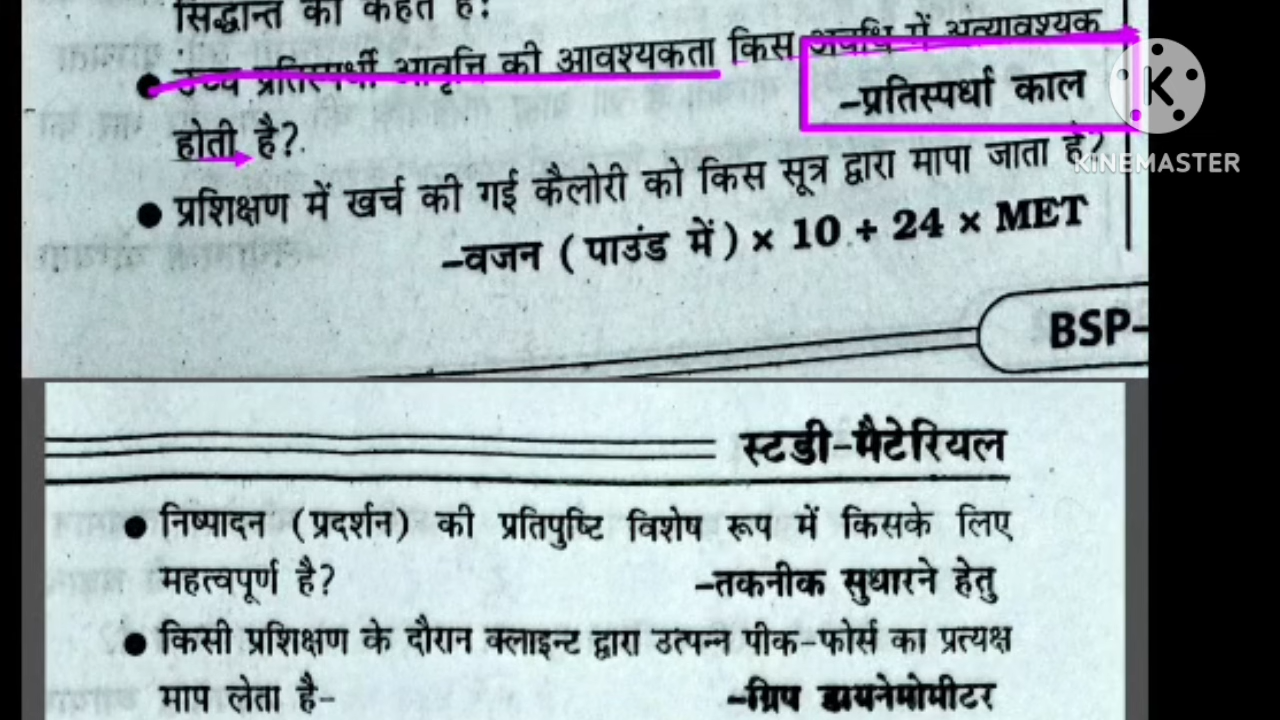 सिद्धान्त को कहते हैं?
● उच्च प्रतिस्पर्धी आवृत्ति की आवश्यकता किस अवधि में अत्यावश्यक
होती है?
–प्रतिस्पर्धा काल
● प्रशिक्षण में खर्च की गई कैलोरी को किस सूत्र द्वारा मापा जाता है?
–वजन ( पाउंड में ) × 10 + 24 × MET
K
KINEMASTER
BSP-
स्टडी-मैटेरियल
● निष्पादन (प्रदर्शन) की प्रतिपुष्टि विशेष रूप में किसके लिए
महत्वपूर्ण है? –तकनीक सुधारने हेतु
● किसी प्रशिक्षण के दौरान क्लाइन्ट द्वारा उत्पन्न पीक-फोर्स का प्रत्यक्ष
माप लेता है- –ग्रिप डायनेमोमीटर